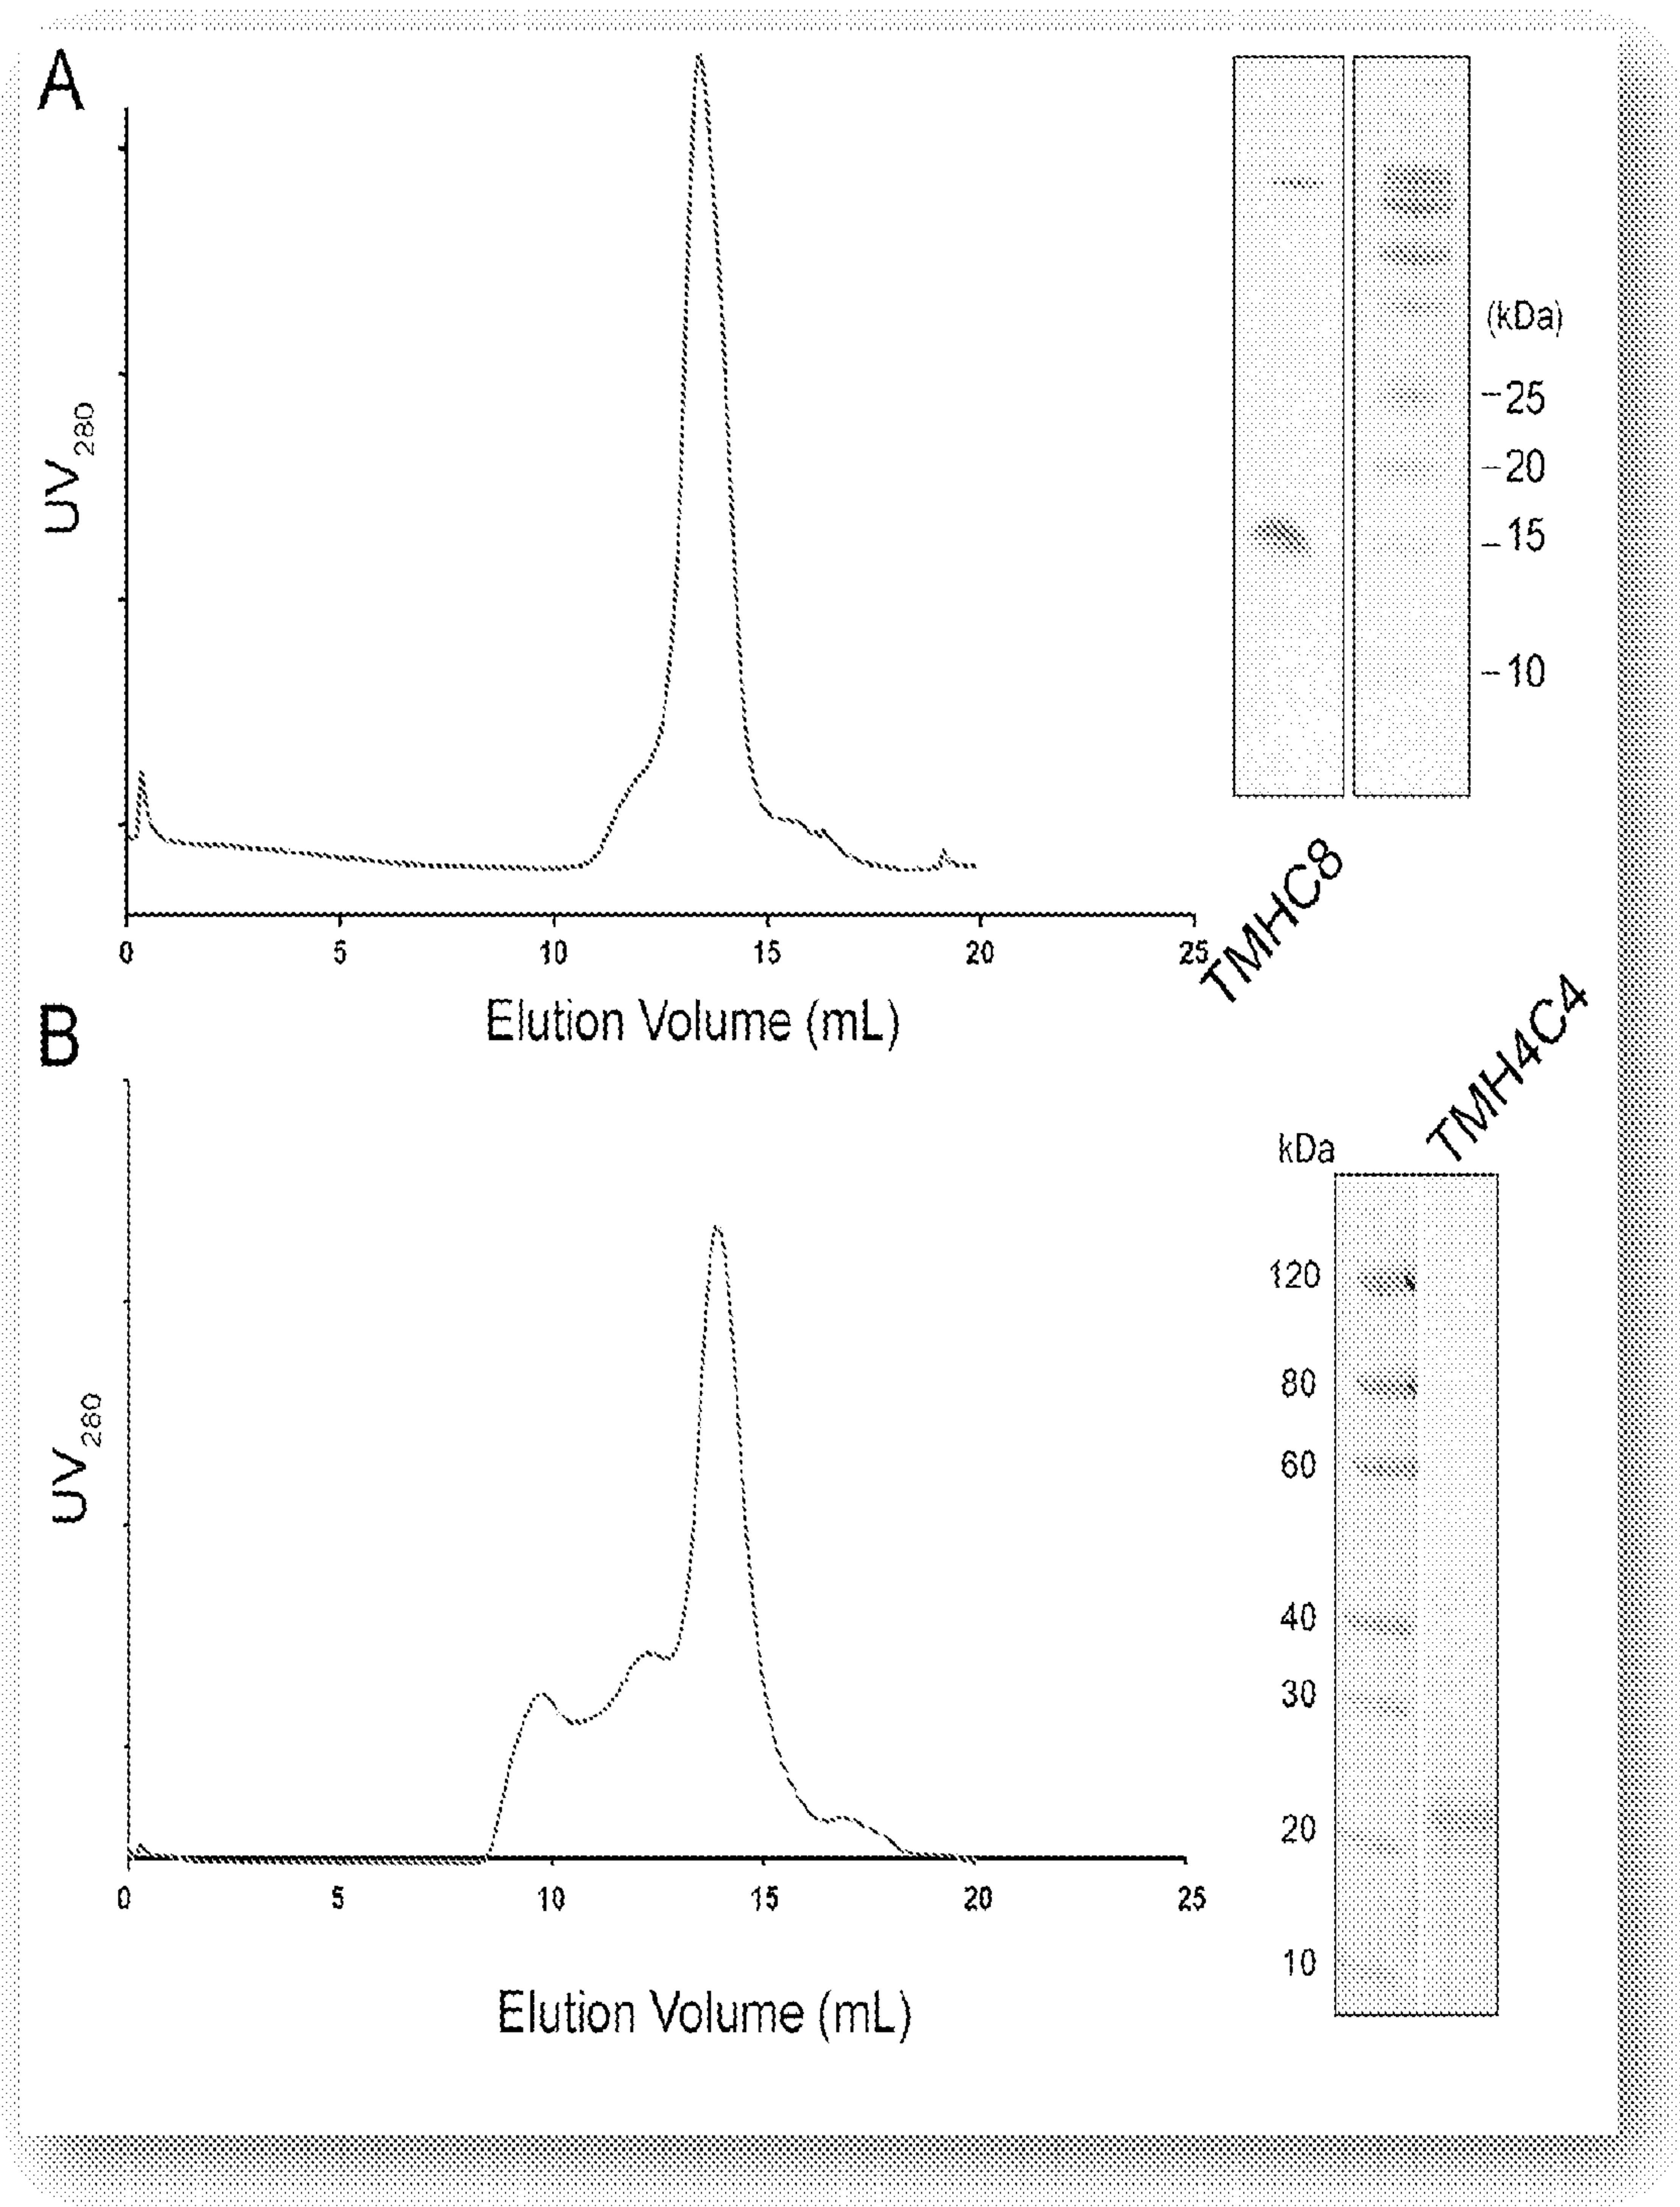 A
UV280
0 5 10 15 20 25
Elution Volume (mL)
(kDa)
-25
-20
-15
-10
TMHC8
B
UV280
0 5 10 15 20 25
Elution Volume (mL)
TMH4C4
kDa
120
80
60
40
30
20
10